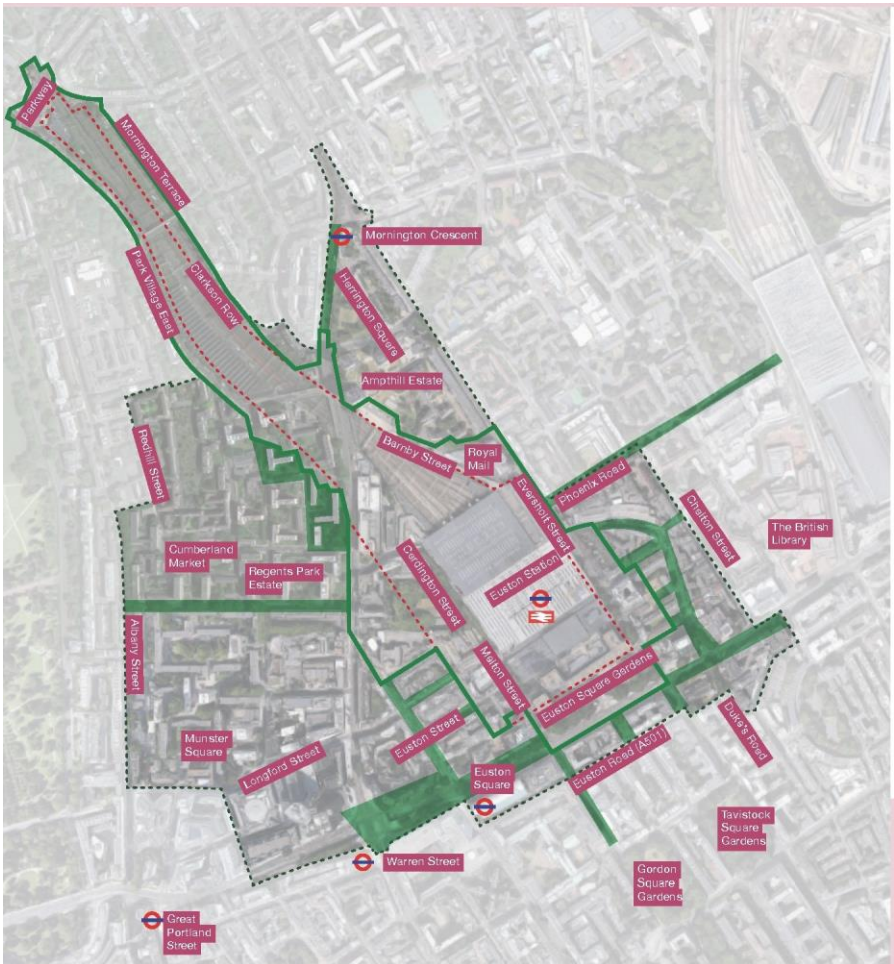 Parkway
Mornington Terrace
Mornington Crescent
Park Village East
Clarkson Row
Harrington Square
Ampthill Estate
Redhill Street
Barnby Street
Royal
Mail
Eversholt Street
Phoenix Road
Chalton Street
The British
Library
Cumberland
Market
Regents Park
Estate
Cardington Street
Euston Station
Albany Street
Melton Street
Euston Square Gardens
Munster
Square
Longford Street
Euston Street
Duke's Road
Euston Road (A501)
Euston
Square
Tavistock
Square
Gardens
Warren Street
Gordon
Square
Gardens
Great
Portland
Street